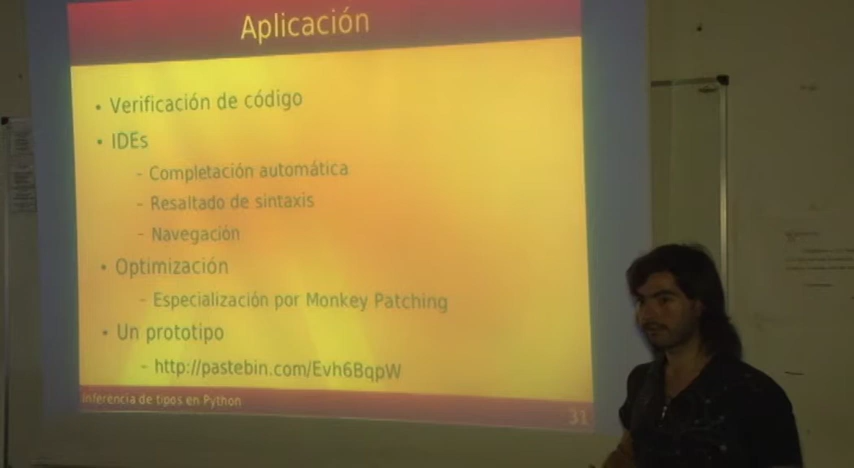 Aplicación
• Verificación de código
• IDEs
– Completación automática
– Resaltado de sintaxis
– Navegación
• Optimización
– Especialización por Monkey Patching
• Un prototipo
– http://pastebin.com/Evh6BqpW
Inferencia de tipos en Python
31